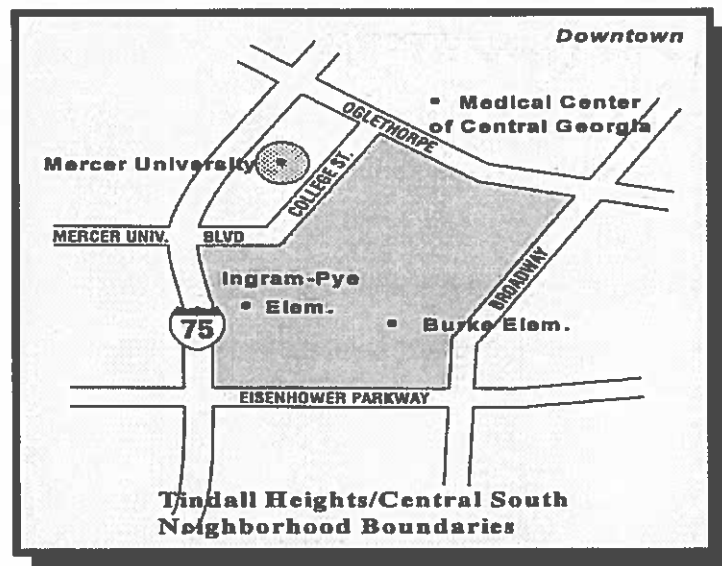 Downtown
OGLETHORPE
Medical Center
of Central Georgia
Mercer University
COLLEGE ST.
MERCER UNIV. BLVD
Ingram-Pye
Elem.
BROADWAY
75
Burke Elem.
EISENHOWER PARKWAY
Tindall Heights/Central South
Neighborhood Boundaries